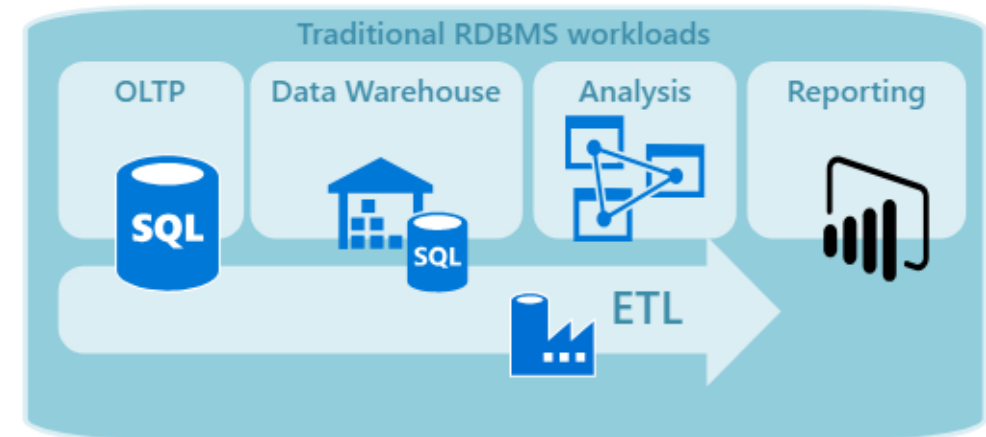 Traditional RDBMS workloads
OLTP
Data Warehouse
Analysis
Reporting
SQL
SQL
ETL